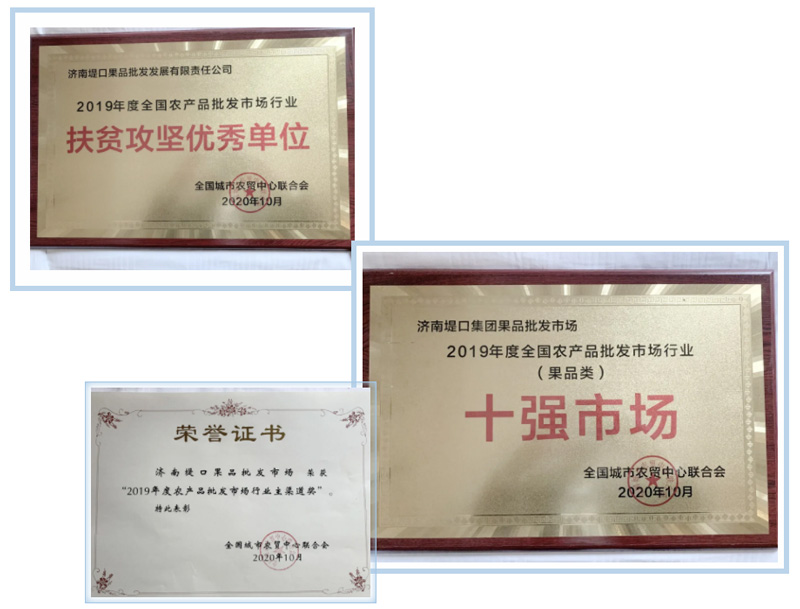 济南堤口果品批发发展有限责任公司
2019年度全国农产品批发市场行业
扶贫攻坚优秀单位
全国城市农贸中心联合会
2020年10月
济南堤口集团果品批发市场
2019年度全国农产品批发市场行业
（果品类）
十强市场
全国城市农贸中心联合会
2020年10月
荣誉证书
济南堤口果品批发市场 荣获
“2019年度农产品批发市场行业主渠道奖”。
特此表彰
全国城市农贸中心联合会
2020年10月